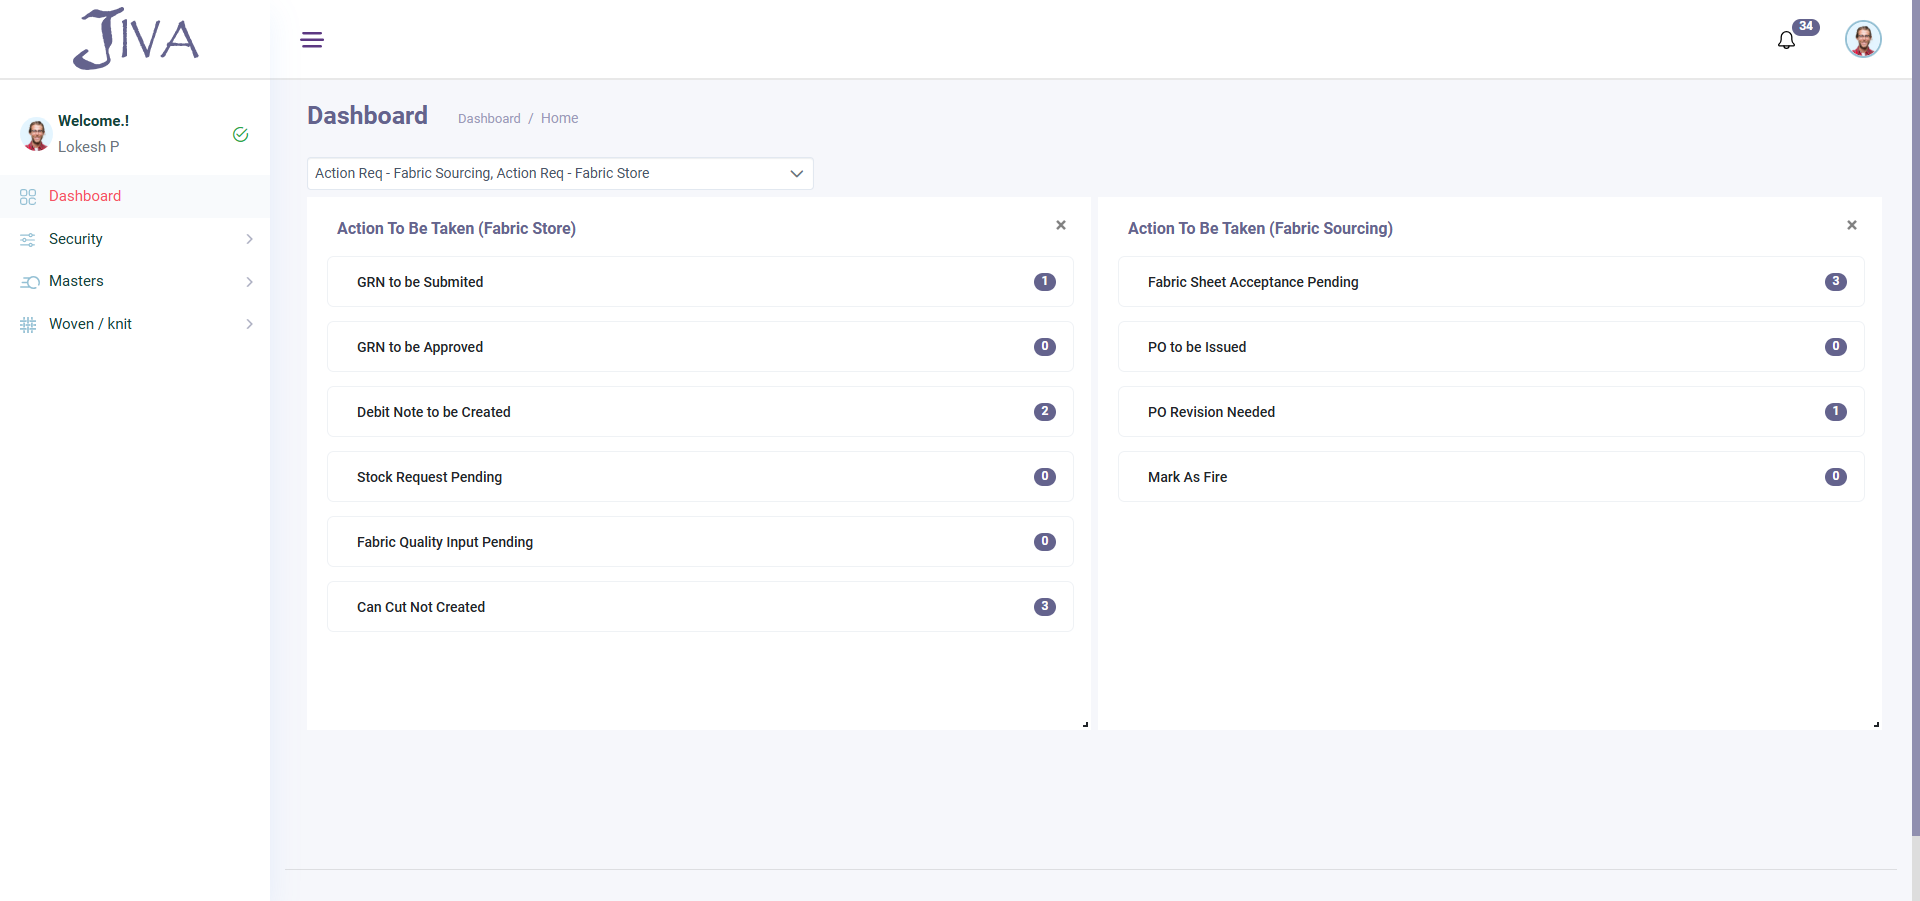 JIVA
34
Welcome.!
Lokesh P
Dashboard
Security
Masters
Woven / knit
Dashboard
Dashboard / Home
Action Req - Fabric Sourcing, Action Req - Fabric Store
Action To Be Taken (Fabric Store)
GRN to be Submited 1
GRN to be Approved 0
Debit Note to be Created 2
Stock Request Pending 0
Fabric Quality Input Pending 0
Can Cut Not Created 3
Action To Be Taken (Fabric Sourcing)
Fabric Sheet Acceptance Pending 3
PO to be Issued 0
PO Revision Needed 1
Mark As Fire 0